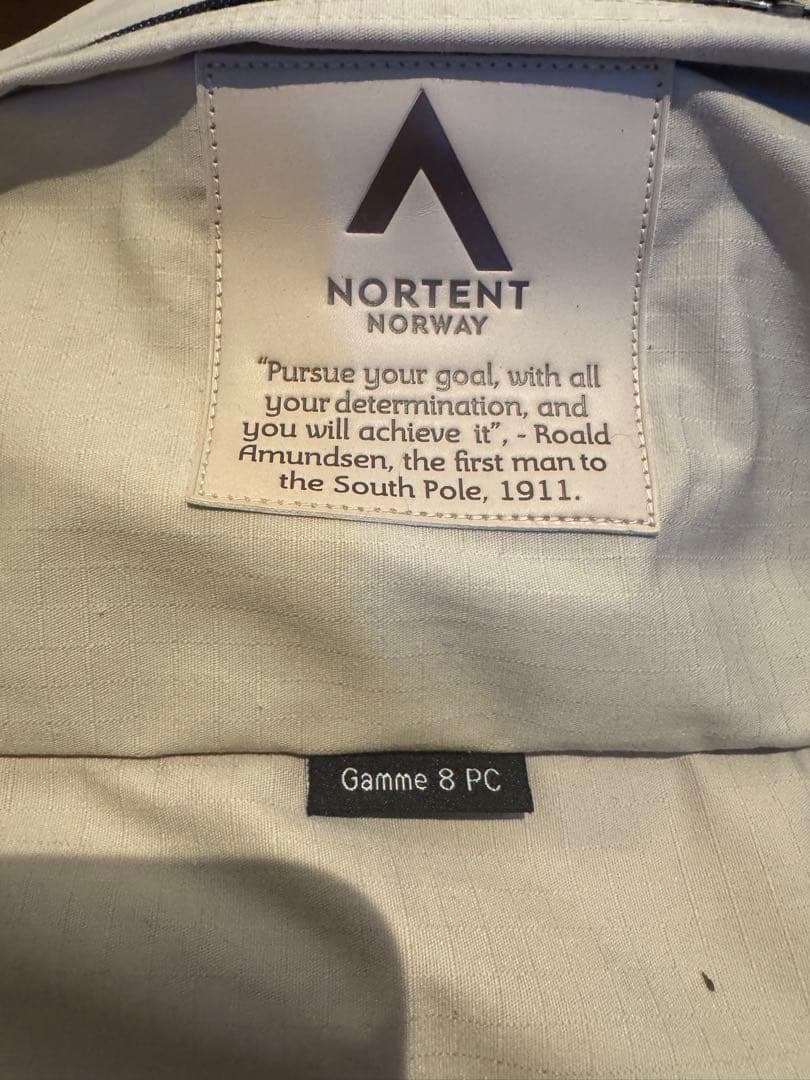 NORTENT
NORWAY
“Pursue your goal, with all
your determination, and
you will achieve it”, - Roald
Amundsen, the first man to
the South Pole, 1911.
Gamme 8 PC